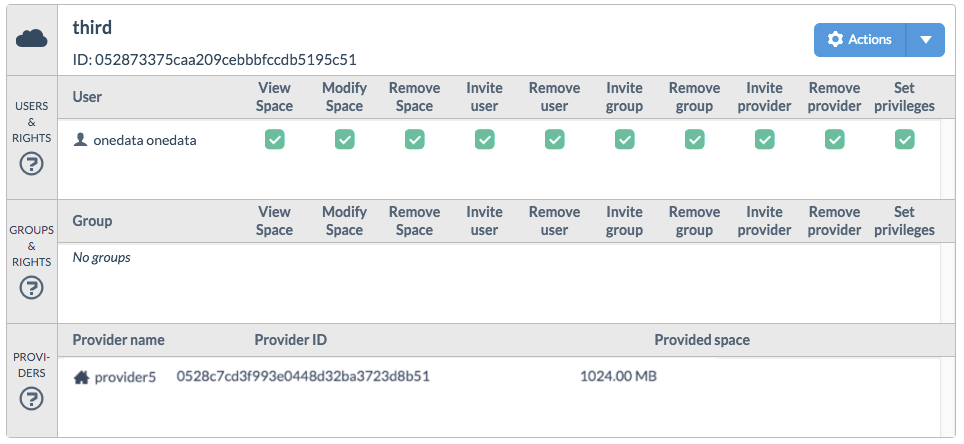 third
Actions
ID: 052873375caa209cebbbfccdb5195c51
USERS
&
RIGHTS
?
User View Space Modify Space Remove Space Invite user Remove user Invite group Remove group Invite provider Remove provider Set privileges
onedata onedata
GROUPS
&
RIGHTS
?
Group View Space Modify Space Remove Space Invite user Remove user Invite group Remove group Invite provider Remove provider Set privileges
No groups
PROVI-
DERS
?
Provider name Provider ID Provided space
provider5 0528c7cd3f993e0448d32ba3723d8b51 1024.00 MB